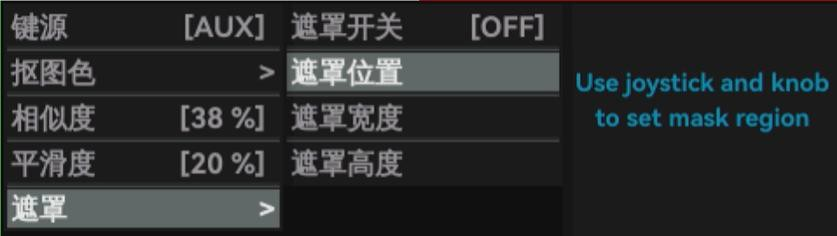 键源 [AUX]
抠图色 >
相似度 [38 %]
平滑度 [20 %]
遮罩 >
遮罩开关 [OFF]
遮罩位置
遮罩宽度
遮罩高度
Use joystick and knob
to set mask region